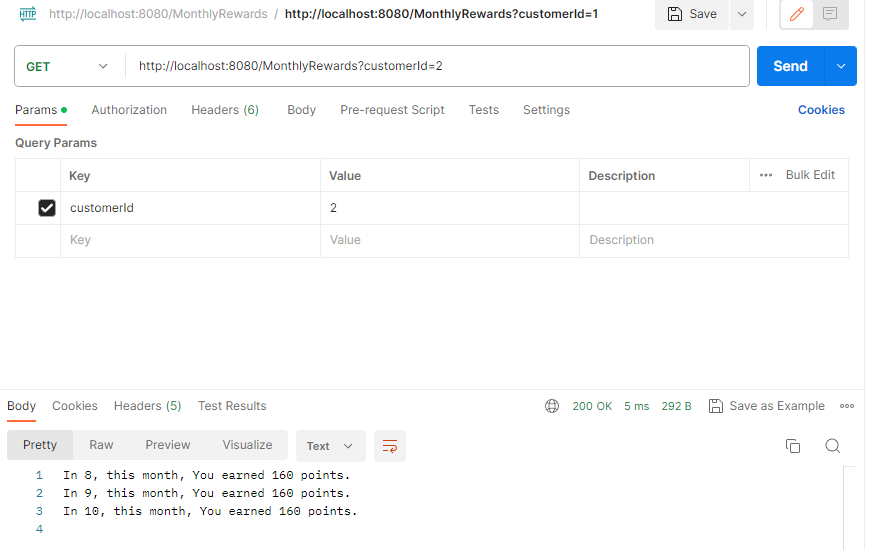 HTTP http://localhost:8080/MonthlyRewards / http://localhost:8080/MonthlyRewards?customerId=1 Save
GET http://localhost:8080/MonthlyRewards?customerId=2 Send
Params Authorization Headers (6) Body Pre-request Script Tests Settings Cookies
Query Params
Key Value Description ••• Bulk Edit
customerId 2
Key Value Description
Body Cookies Headers (5) Test Results 200 OK 5 ms 292 B Save as Example
Pretty Raw Preview Visualize Text
1 In 8, this month, You earned 160 points.
2 In 9, this month, You earned 160 points.
3 In 10, this month, You earned 160 points.
4